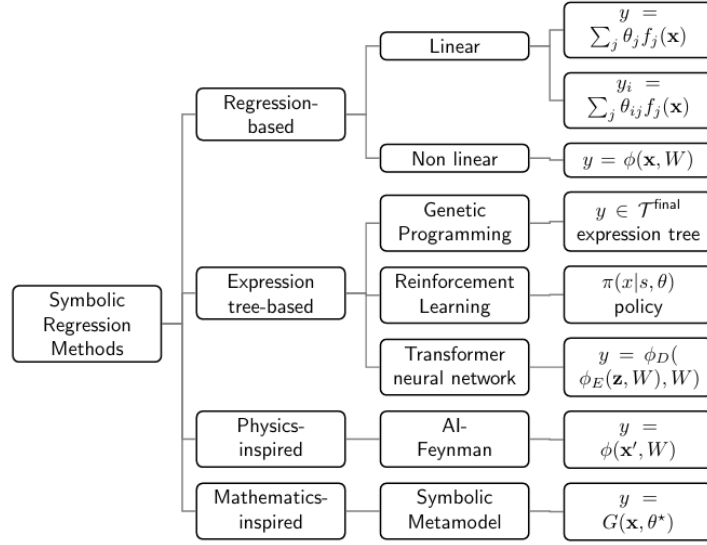 Symbolic
Regression
Methods
Regression-
based
Linear
y =
∑_j θ_j f_j(x)
y_i =
∑_j θ_{ij} f_j(x)
Non linear
y = ϕ(x, W)
Expression
tree-based
Genetic
Programming
y ∈ 𝒯^{final}
expression tree
Reinforcement
Learning
π(x|s, θ)
policy
Transformer
neural network
y = ϕ_D(
ϕ_E(z, W), W)
Physics-
inspired
AI-
Feynman
y =
ϕ(x′, W)
Mathematics-
inspired
Symbolic
Metamodel
y =
G(x, θ⋆)